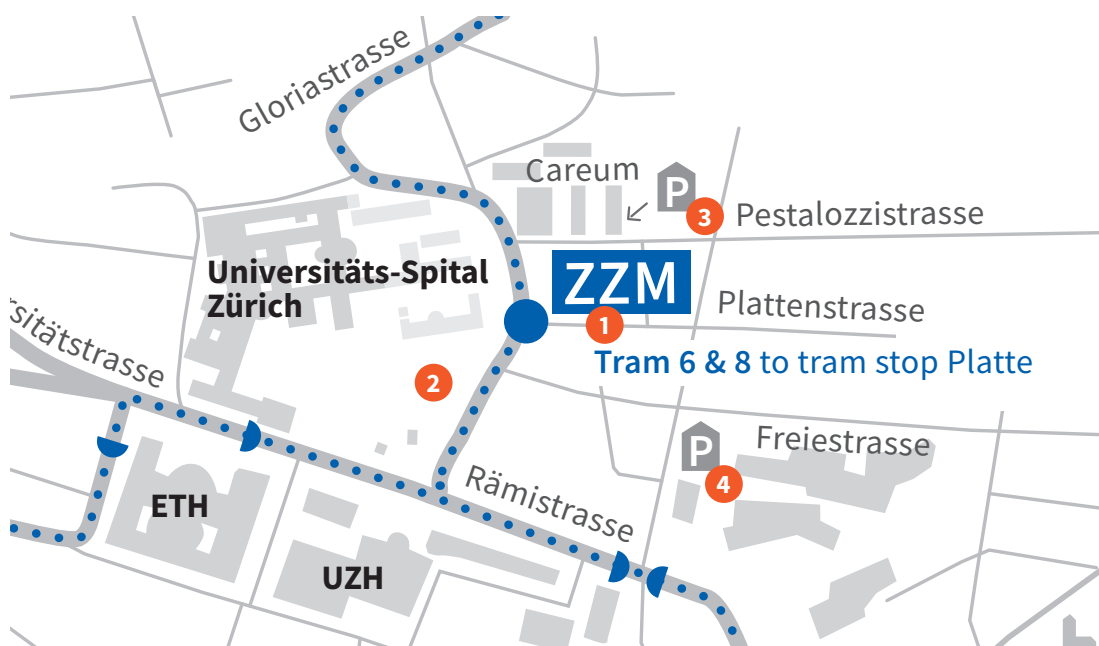 Gloriastrasse
Careum
P
3
Pestalozzistrasse
Universitäts-Spital
Zürich
ZZM
1
Plattenstrasse
Tram 6 & 8 to tram stop Platte
rsitätstrasse
2
P
4
Freiestrasse
Rämistrasse
ETH
UZH